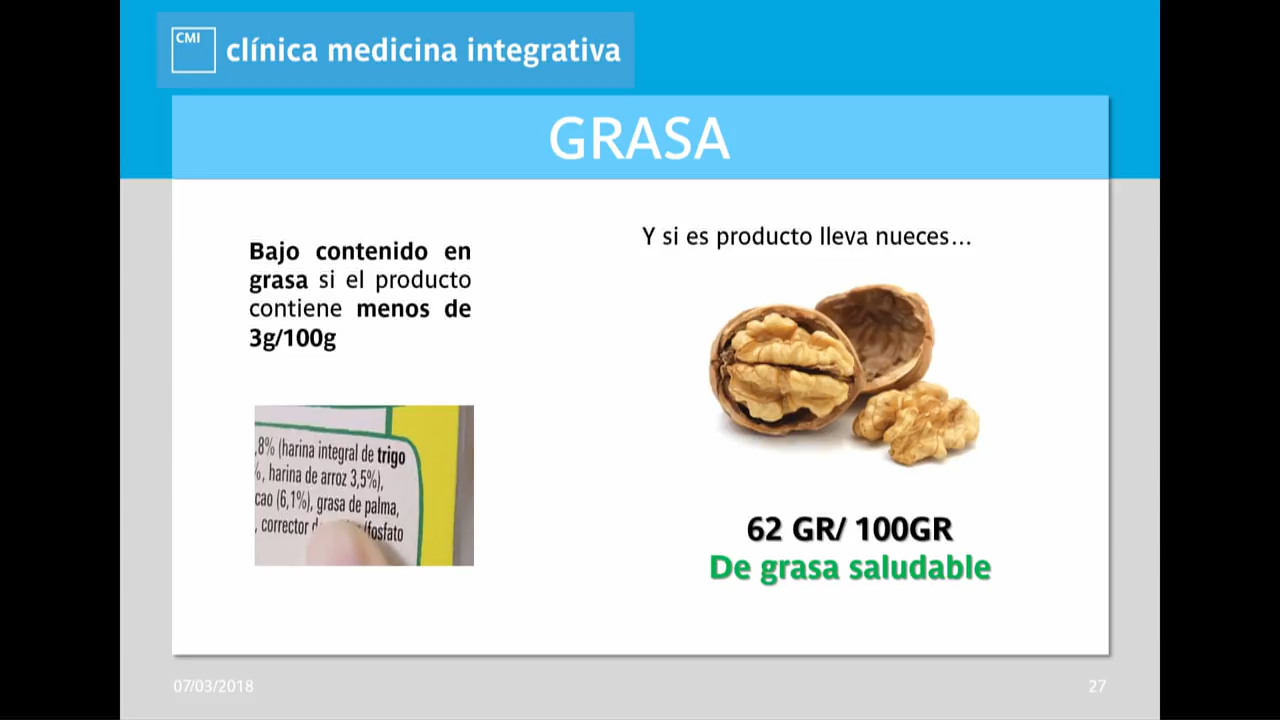 CMI
clínica medicina integrativa
GRASA
Bajo contenido en
grasa si el producto
contiene menos de
3g/100g
,8% (harina integral de trigo
%, harina de arroz 3,5%),
cao (6,1%), grasa de palma,
, corrector (fosfato
Y si es producto lleva nueces...
62 GR/ 100GR
De grasa saludable
07/03/2018
27